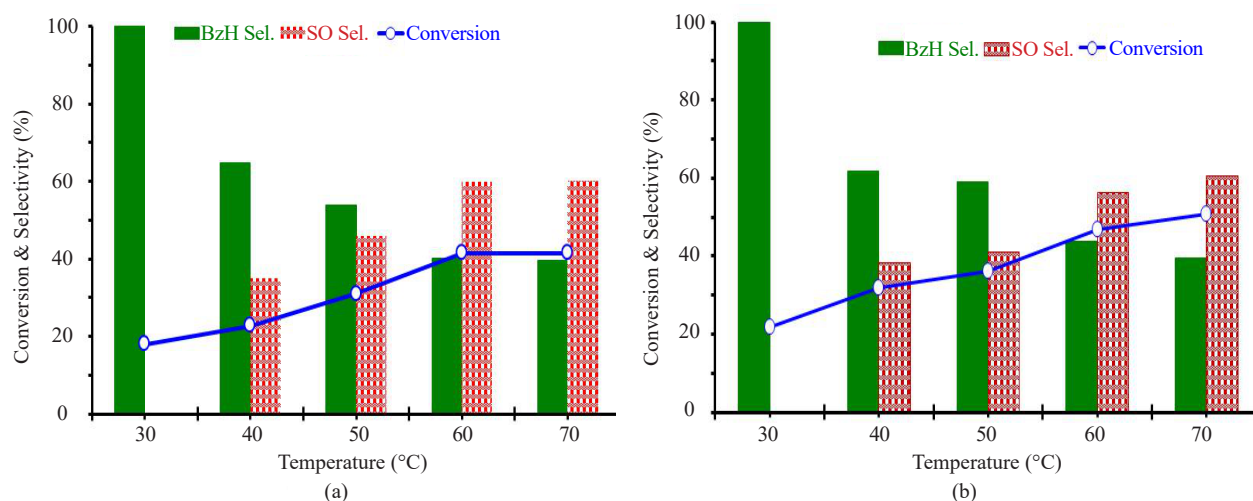 100
80
60
40
20
0
Conversion & Selectivity (%)
BzH Sel. SO Sel. Conversion
30 40 50 60 70
Temperature (°C)
(a)
100
80
60
40
20
0
Conversion & Selectivity (%)
BzH Sel. SO Sel. Conversion
30 40 50 60 70
Temperature (°C)
(b)